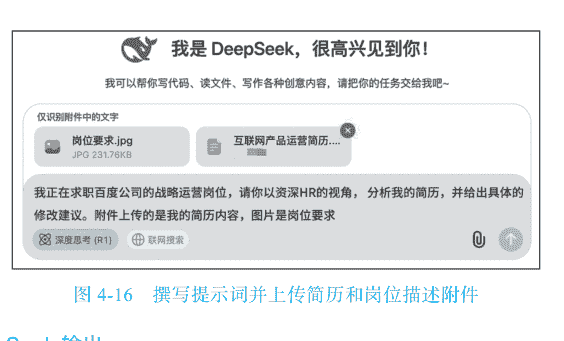 我是 DeepSeek，很高兴见到你！
我可以帮你写代码、读文件、写作各种创意内容，请把你的任务交给我吧~
仅识别附件中的文字
岗位要求.jpg
JPG 231.76KB
互联网产品运营简历....
我正在求职百度公司的战略运营岗位，请你以资深HR的视角， 分析我的简历，并给出具体的
修改建议。附件上传的是我的简历内容，图片是岗位要求
深度思考 (R1) 联网搜索
图 4-16 撰写提示词并上传简历和岗位描述附件